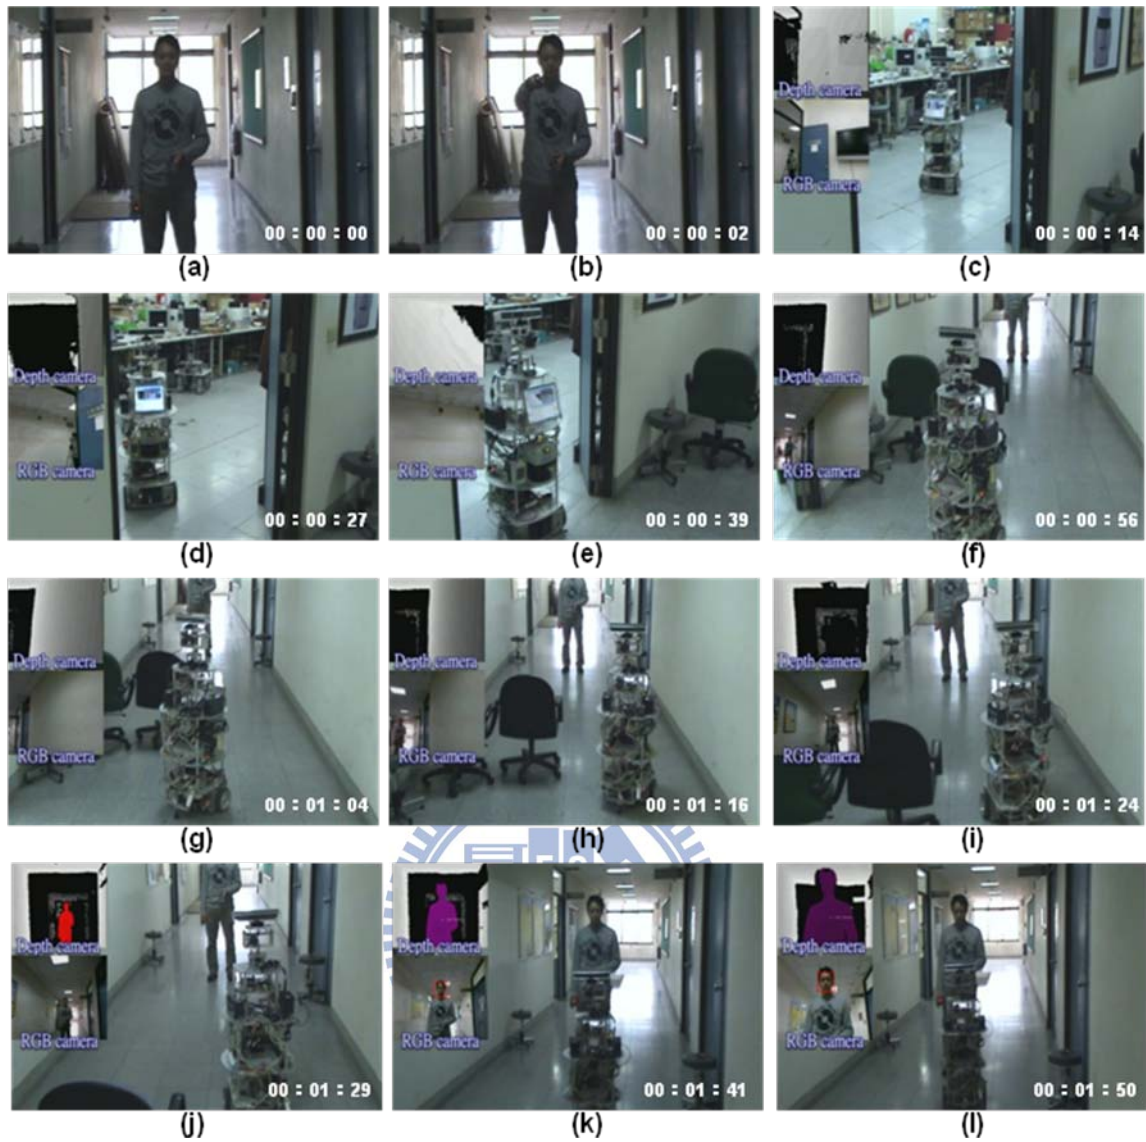 00 : 00 : 00
(a)
00 : 00 : 02
(b)
Depth camera
RGB camera
00 : 00 : 14
(c)
Depth camera
RGB camera
00 : 00 : 27
(d)
Depth camera
RGB camera
00 : 00 : 39
(e)
Depth camera
RGB camera
00 : 00 : 56
(f)
Depth camera
RGB camera
00 : 01 : 04
(g)
Depth camera
RGB camera
00 : 01 : 16
(h)
Depth camera
RGB camera
00 : 01 : 24
(i)
Depth camera
RGB camera
00 : 01 : 29
(j)
Depth camera
RGB camera
00 : 01 : 41
(k)
Depth camera
RGB camera
00 : 01 : 50
(l)